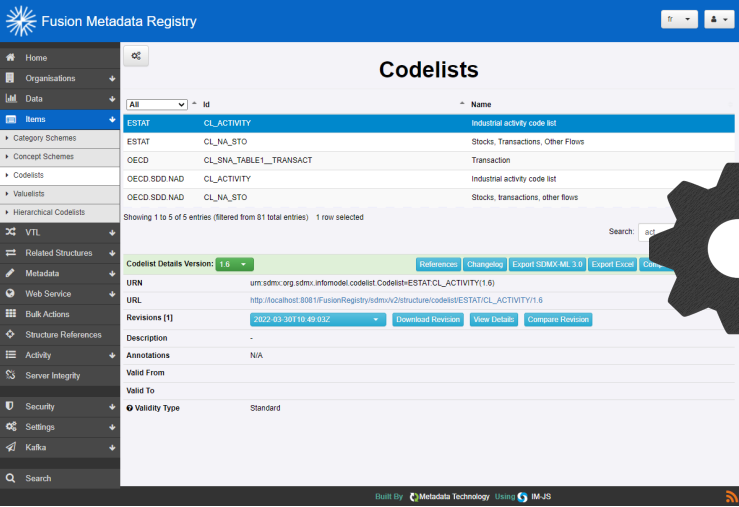 Fusion Metadata Registry
fr
Home
Organisations
Data
Items
Category Schemes
Concept Schemes
Codelists
Valuelists
Hierarchical Codelists
VTL
Related Structures
Metadata
Web Service
Bulk Actions
Structure References
Activity
Server Integrity
Security
Settings
Kafka
Search
Codelists
All Id Name
ESTAT CL_ACTIVITY Industrial activity code list
ESTAT CL_NA_STO Stocks, Transactions, Other Flows
OECD CL_SNA_TABLE1__TRANSACT Transaction
OECD.SDD.NAD CL_ACTIVITY Industrial activity code list
OECD.SDD.NAD CL_NA_STO Stocks, transactions, other flows
Showing 1 to 5 of 5 entries (filtered from 81 total entries) 1 row selected
Search: act
Codelist Details Version: 1.6 References Changelog Export SDMX-ML 3.0 Export Excel
URN urn:sdmx:org.sdmx.infomodel.codelist.Codelist=ESTAT:CL_ACTIVITY(1.6)
URL http://localhost:8081/FusionRegistry/sdmx/v2/structure/codelist/ESTAT/CL_ACTIVITY/1.6
Revisions [1] 2022-03-30T10:49:03Z Download Revision View Details Compare Revision
Description -
Annotations N/A
Valid From
Valid To
Validity Type Standard
Built By Metadata Technology Using IM-JS